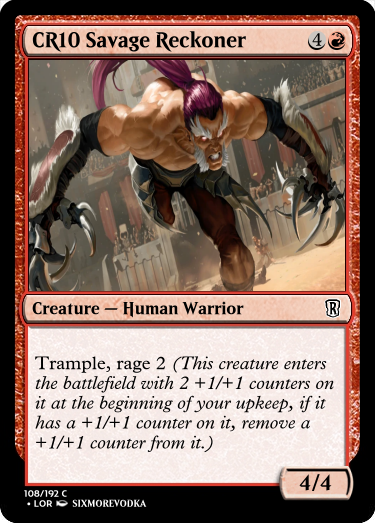 CR10 Savage Reckoner 4
Creature — Human Warrior R
Trample, rage 2 (This creature enters
the battlefield with 2 +1/+1 counters on
it at the beginning of your upkeep, if it
has a +1/+1 counter on it, remove a
+1/+1 counter from it.)
4/4
108/192 C
• LOR SIXMOREVODKA